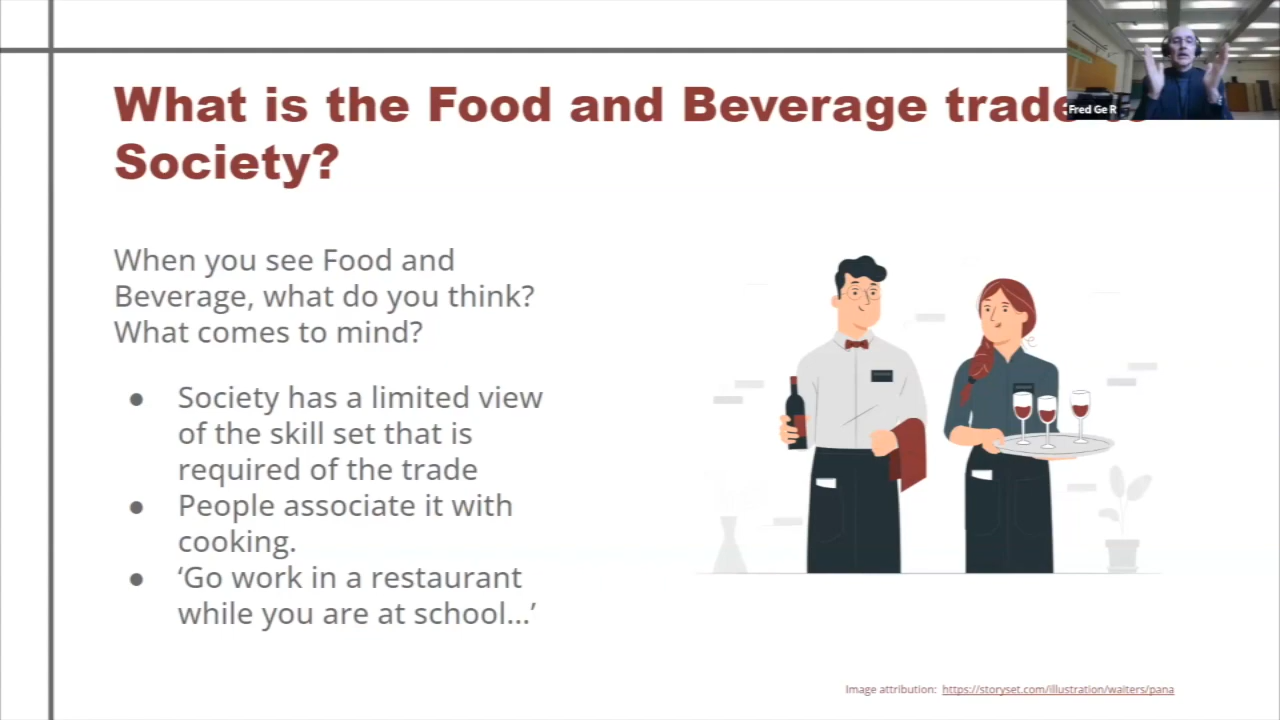 What is the Food and Beverage trade
Society?
Fred Ge R
When you see Food and
Beverage, what do you think?
What comes to mind?
● Society has a limited view
of the skill set that is
required of the trade
● People associate it with
cooking.
● ‘Go work in a restaurant
while you are at school...’
Image attribution: https://storyset.com/illustration/waiters/pana